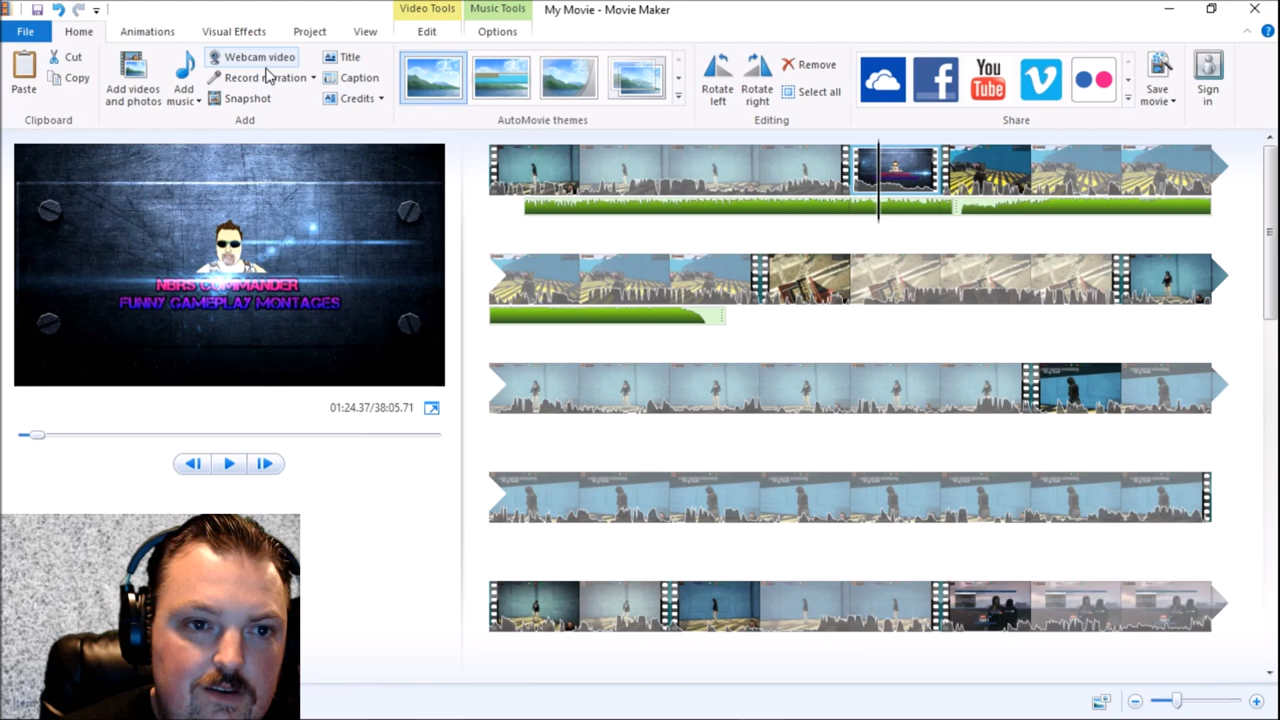 Video Tools
Music Tools
My Movie - Movie Maker
File
Home
Animations
Visual Effects
Project
View
Edit
Options
Paste
Cut
Copy
Clipboard
Add videos
and photos
Add
music
Webcam video
Record narration
Snapshot
Title
Caption
Credits
Add
AutoMovie themes
Rotate
left
Rotate
right
Remove
Select all
Editing
You
Tube
Share
Save
movie
Sign
in
NBRS COMMANDER
FUNNY GAMEPLAY MONTAGES
01:24.37/38:05.71